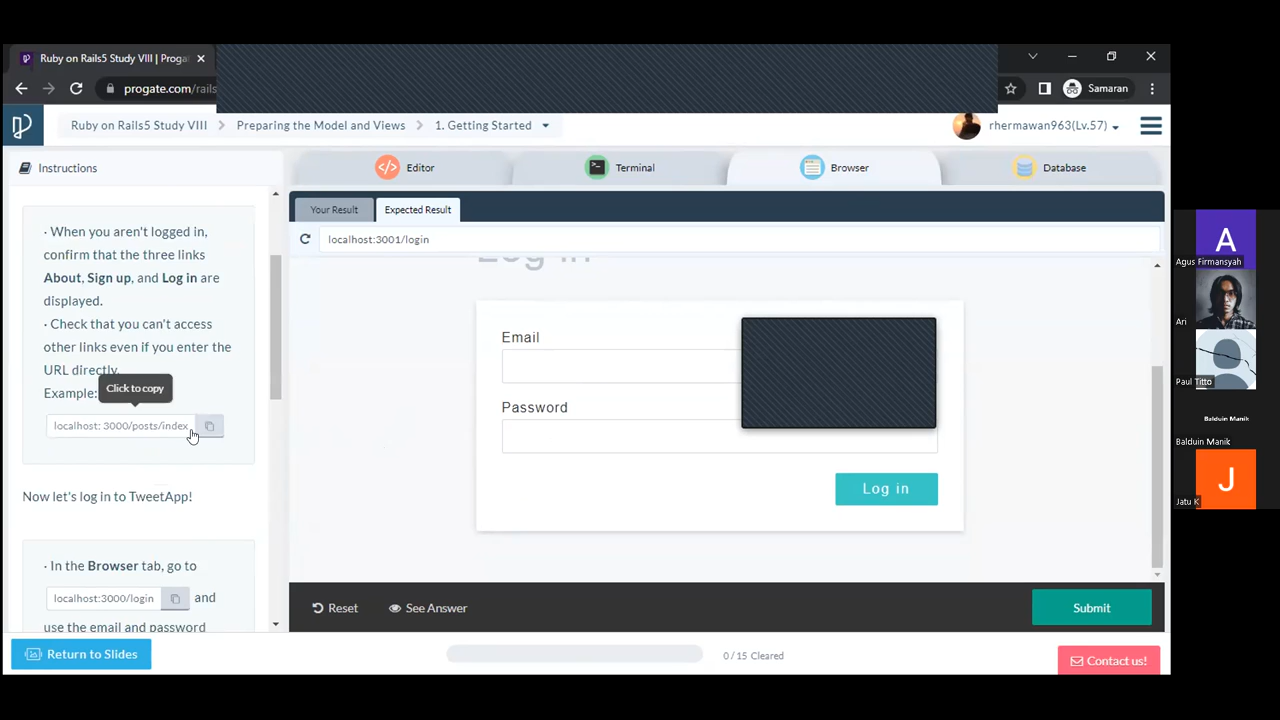 Ruby on Rails5 Study VIII | Proga
progate.com/rails
Samaran
Ruby on Rails5 Study VIII
Preparing the Model and Views
1. Getting Started
rhermawan963(Lv.57)
Instructions
Editor
Terminal
Browser
Database
Your Result
Expected Result
localhost:3001/login
· When you aren't logged in,
confirm that the three links
About, Sign up, and Log in are
displayed.
· Check that you can't access
other links even if you enter the
URL directly.
Example:
Click to copy
localhost: 3000/posts/index
Now let's log in to TweetApp!
· In the Browser tab, go to
localhost:3000/login and
use the email and password
Log in
Email
Password
Log in
Reset
See Answer
Submit
Return to Slides
0 / 15 Cleared
Contact us!
A
Agus Firmansyah
Ari
Paul Titto
Balduin Manik
Balduin Manik
J
Jatu K